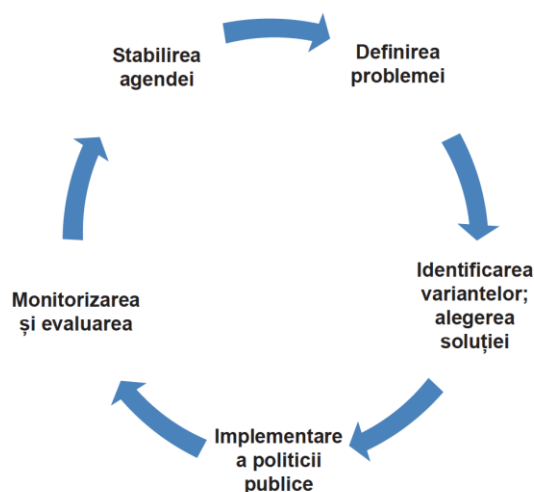 Stabilirea
agendei
Definirea
problemei
Identificarea
variantelor;
alegerea
soluției
Implementare
a politicii
publice
Monitorizarea
și evaluarea